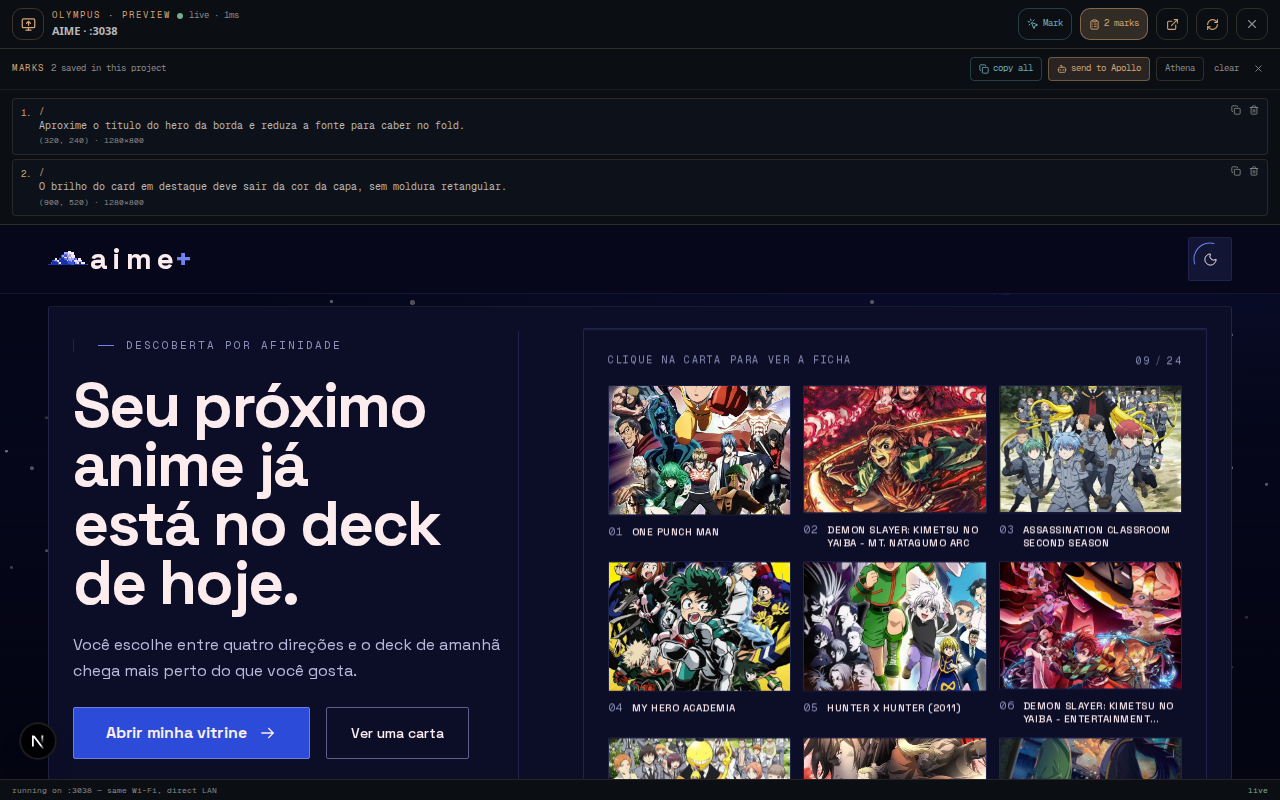 OLYMPUS · PREVIEW ● live · 1ms
AIME · :3038
Mark
2 marks
MARKS 2 saved in this project
copy all
send to Apollo
Athena
clear
1. /
Aproxime o título do hero da borda e reduza a fonte para caber no fold.
(320, 240) · 1280×800
2. /
O brilho do card em destaque deve sair da cor da capa, sem moldura retangular.
(900, 520) · 1280×800
aime+
DESCOBERTA POR AFINIDADE
Seu próximo
anime já
está no deck
de hoje.
Você escolhe entre quatro direções e o deck de amanhã
chega mais perto do que você gosta.
Abrir minha vitrine →
Ver uma carta
CLIQUE NA CARTA PARA VER A FICHA
09 / 24
01 ONE PUNCH MAN
02 DEMON SLAYER: KIMETSU NO
YAIBA - MT. NATAGUMO ARC
03 ASSASSINATION CLASSROOM
SECOND SEASON
04 MY HERO ACADEMIA
05 HUNTER X HUNTER (2011)
06 DEMON SLAYER: KIMETSU NO
YAIBA - ENTERTAINMENT...
N
running on :3038 — same Wi-Fi, direct LAN
live